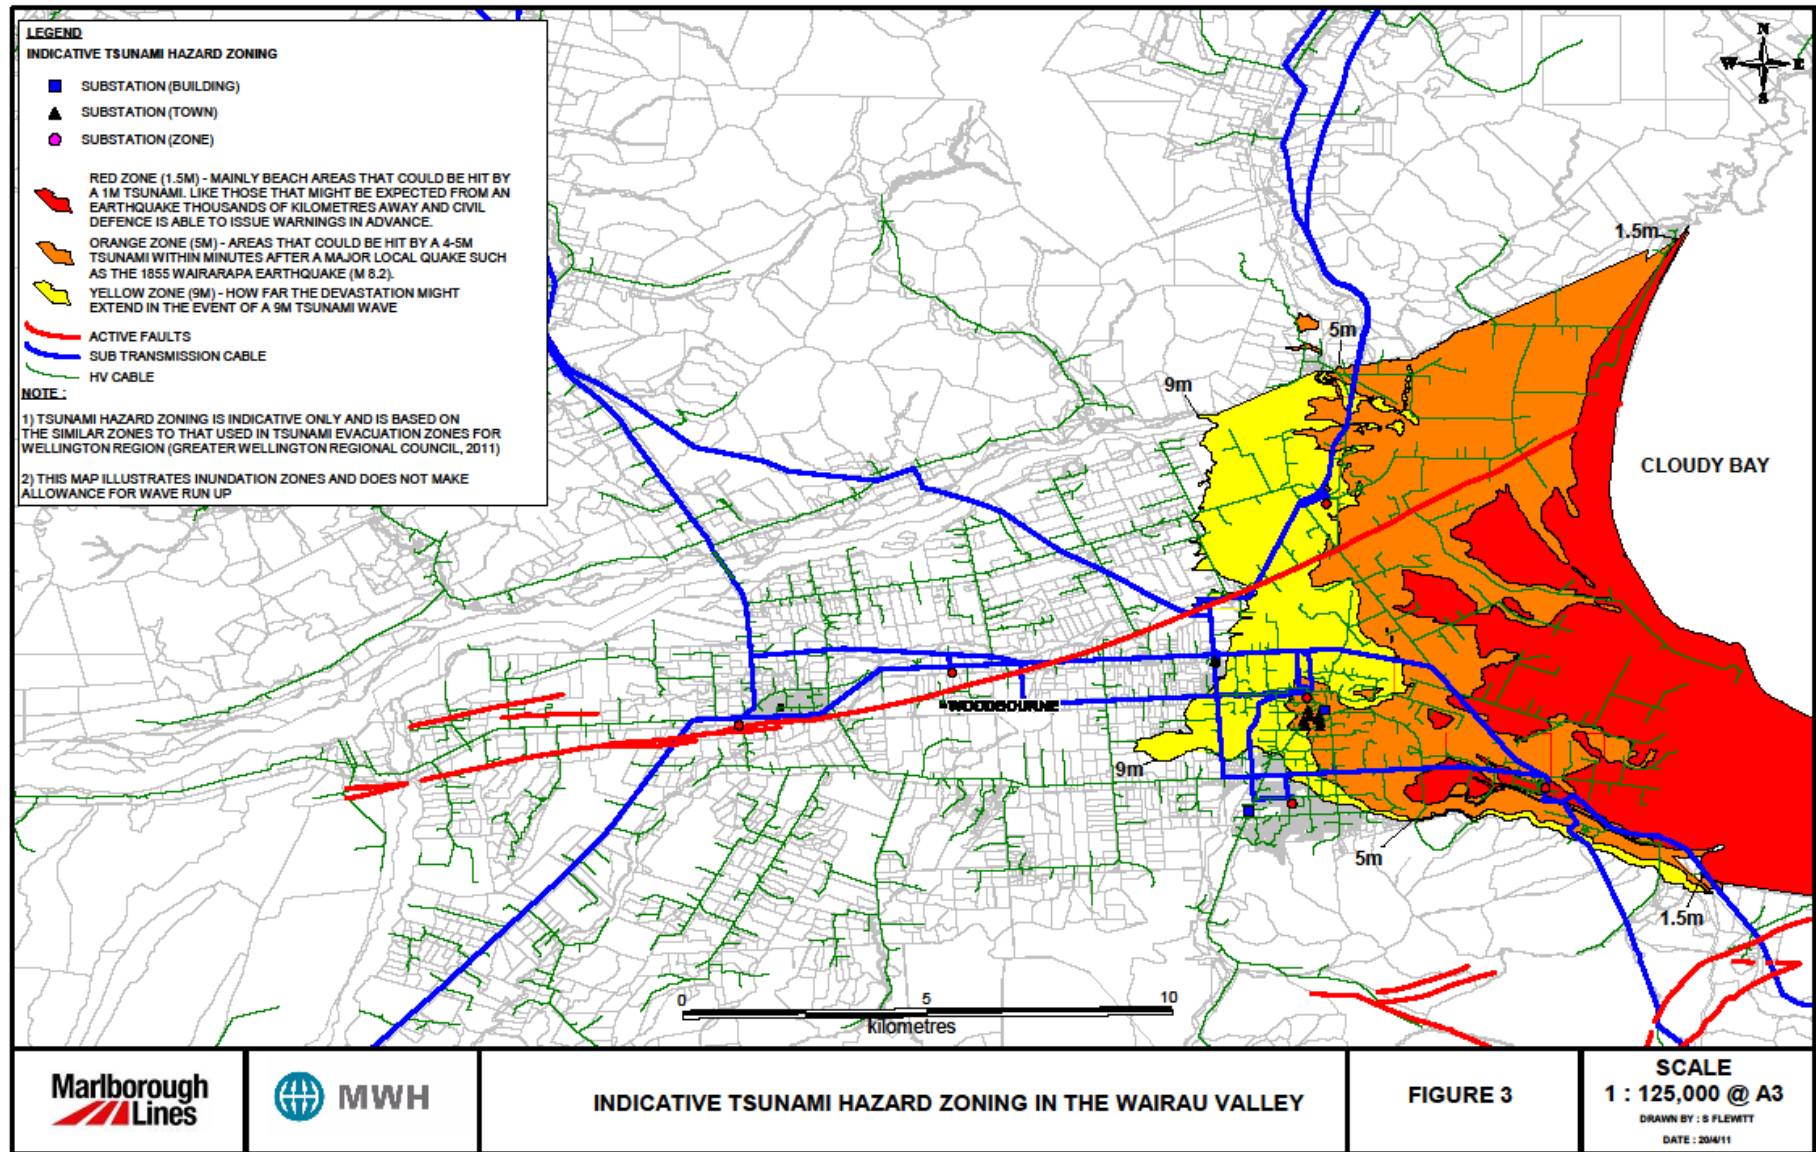 LEGEND
INDICATIVE TSUNAMI HAZARD ZONING
SUBSTATION (BUILDING)
SUBSTATION (TOWN)
SUBSTATION (ZONE)
RED ZONE (1.5M) - MAINLY BEACH AREAS THAT COULD BE HIT BY
A 1M TSUNAMI. LIKE THOSE THAT MIGHT BE EXPECTED FROM AN
EARTHQUAKE THOUSANDS OF KILOMETRES AWAY AND CIVIL
DEFENCE IS ABLE TO ISSUE WARNINGS IN ADVANCE.
ORANGE ZONE (5M) - AREAS THAT COULD BE HIT BY A 4-5M
TSUNAMI WITHIN MINUTES AFTER A MAJOR LOCAL QUAKE SUCH
AS THE 1855 WAIRARAPA EARTHQUAKE (M 8.2).
YELLOW ZONE (9M) - HOW FAR THE DEVASTATION MIGHT
EXTEND IN THE EVENT OF A 9M TSUNAMI WAVE
ACTIVE FAULTS
SUB TRANSMISSION CABLE
HV CABLE
NOTE :
1) TSUNAMI HAZARD ZONING IS INDICATIVE ONLY AND IS BASED ON
THE SIMILAR ZONES TO THAT USED IN TSUNAMI EVACUATION ZONES FOR
WELLINGTON REGION (GREATER WELLINGTON REGIONAL COUNCIL, 2011)
2) THIS MAP ILLUSTRATES INUNDATION ZONES AND DOES NOT MAKE
ALLOWANCE FOR WAVE RUN UP
N
W E
S
1.5m
5m
9m
CLOUDY BAY
WOODBOURNE
9m
5m
1.5m
0 5 10
kilometres
Marlborough
Lines
MWH
INDICATIVE TSUNAMI HAZARD ZONING IN THE WAIRAU VALLEY
FIGURE 3
SCALE
1 : 125,000 @ A3
DRAWN BY : S FLEWITT
DATE : 20/4/11